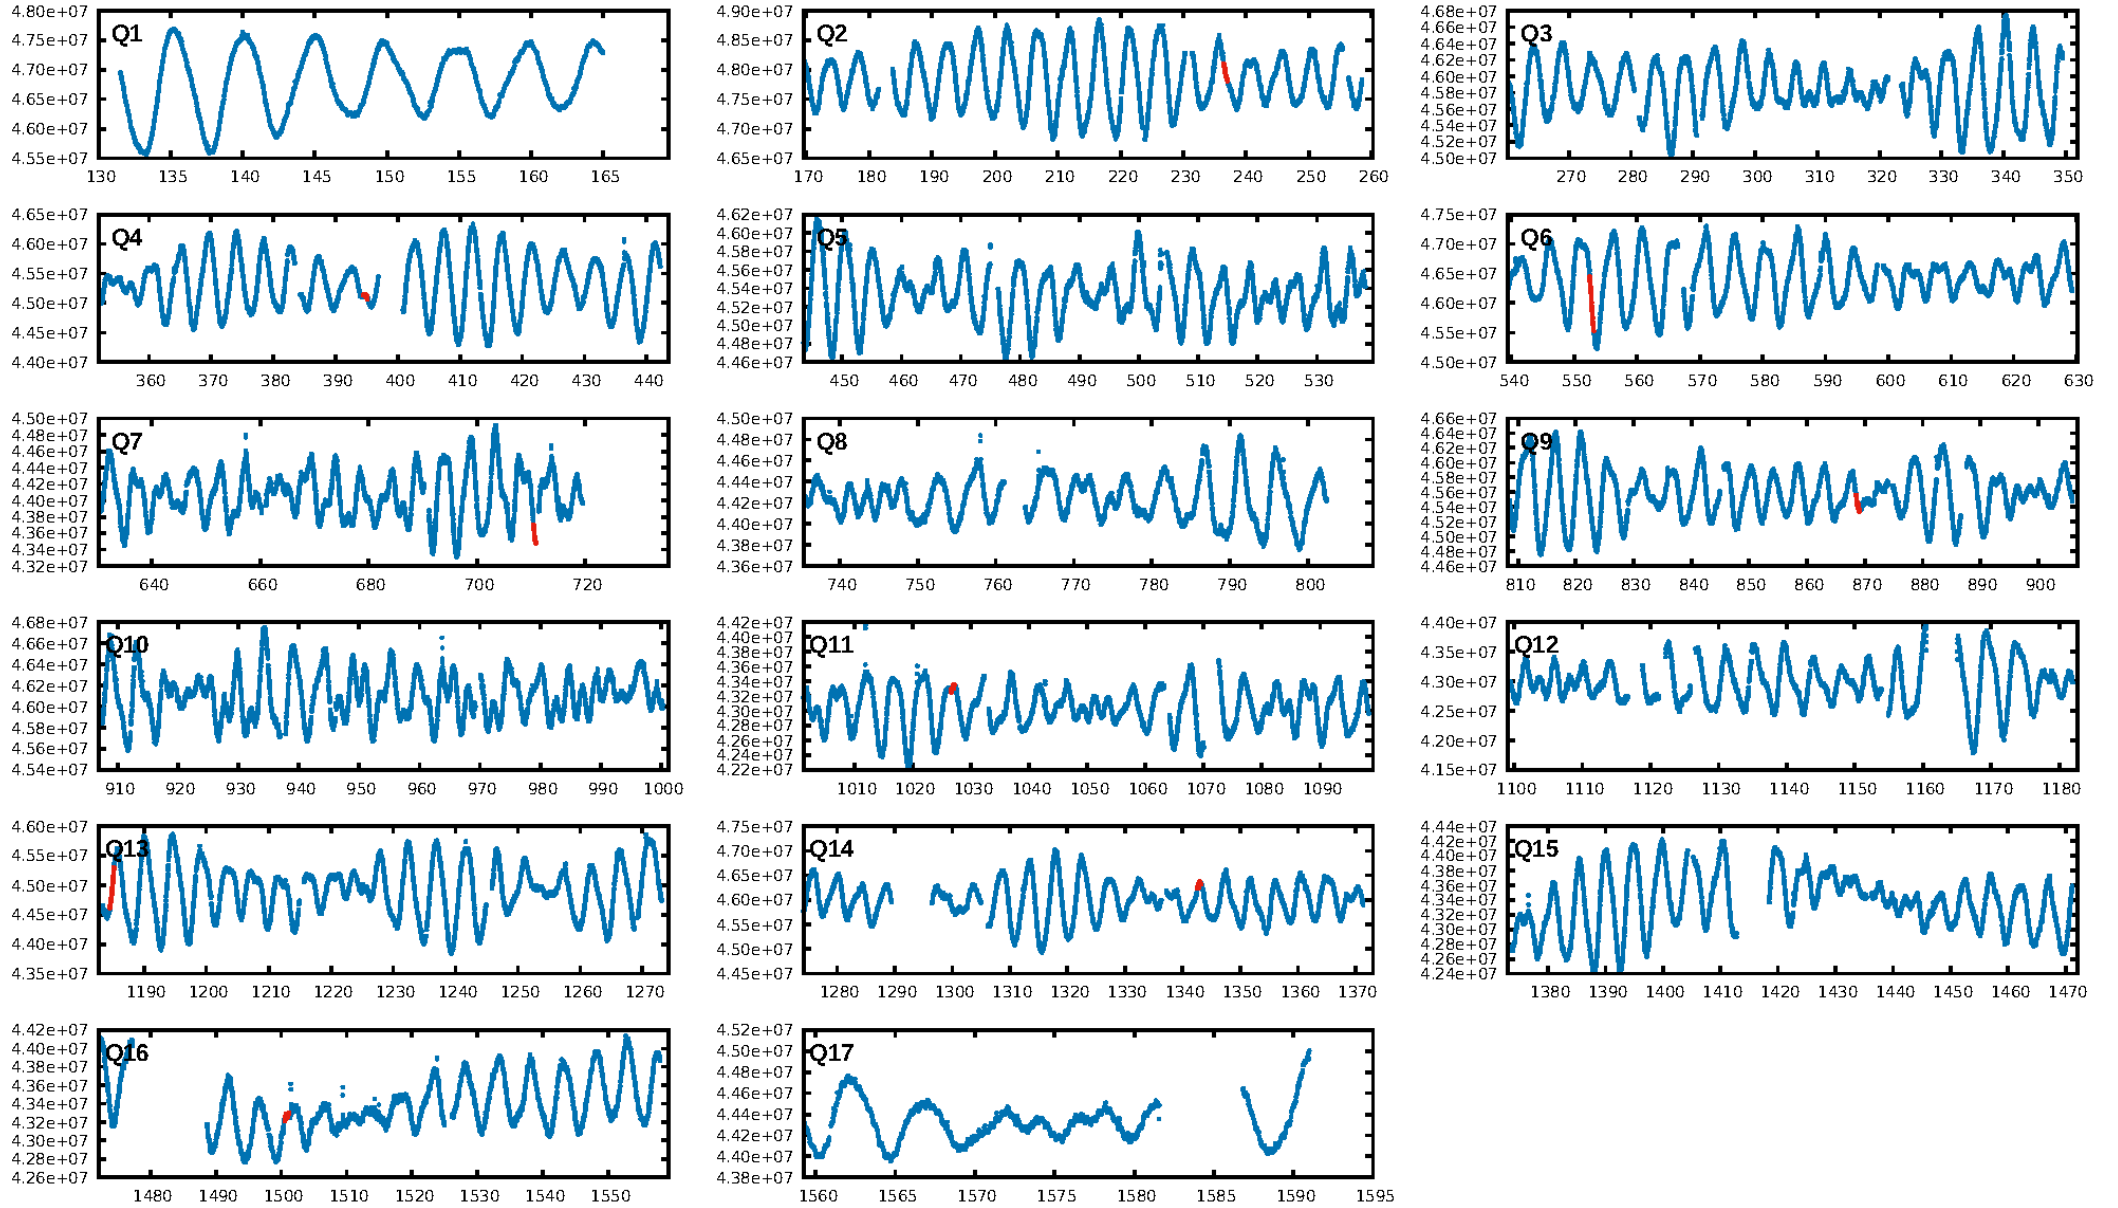 4.80e+07
Q1
4.75e+07
4.70e+07
4.65e+07
4.60e+07
4.55e+07
130 135 140 145 150 155 160 165
4.90e+07
Q2
4.85e+07
4.80e+07
4.75e+07
4.70e+07
4.65e+07
170 180 190 200 210 220 230 240 250 260
4.68e+07
4.66e+07
Q3
4.64e+07
4.62e+07
4.60e+07
4.58e+07
4.56e+07
4.54e+07
4.52e+07
4.50e+07
270 280 290 300 310 320 330 340 350
4.65e+07
Q4
4.60e+07
4.55e+07
4.50e+07
4.45e+07
4.40e+07
360 370 380 390 400 410 420 430 440
4.62e+07
4.60e+07
Q5
4.58e+07
4.56e+07
4.54e+07
4.52e+07
4.50e+07
4.48e+07
4.46e+07
450 460 470 480 490 500 510 520 530
4.75e+07
Q6
4.70e+07
4.65e+07
4.60e+07
4.55e+07
4.50e+07
540 550 560 570 580 590 600 610 620 630
4.50e+07
4.48e+07
Q7
4.46e+07
4.44e+07
4.42e+07
4.40e+07
4.38e+07
4.36e+07
4.34e+07
4.32e+07
640 660 680 700 720
4.50e+07
Q8
4.48e+07
4.46e+07
4.44e+07
4.42e+07
4.40e+07
4.38e+07
4.36e+07
740 750 760 770 780 790 800
4.66e+07
4.64e+07
Q9
4.62e+07
4.60e+07
4.58e+07
4.56e+07
4.54e+07
4.52e+07
4.50e+07
4.48e+07
4.46e+07
810 820 830 840 850 860 870 880 890 900
4.68e+07
4.66e+07
Q10
4.64e+07
4.62e+07
4.60e+07
4.58e+07
4.56e+07
4.54e+07
910 920 930 940 950 960 970 980 990 1000
4.42e+07
4.40e+07
Q11
4.38e+07
4.36e+07
4.34e+07
4.32e+07
4.30e+07
4.28e+07
4.26e+07
4.24e+07
4.22e+07
1010 1020 1030 1040 1050 1060 1070 1080 1090
4.40e+07
Q12
4.35e+07
4.30e+07
4.25e+07
4.20e+07
4.15e+07
1100 1110 1120 1130 1140 1150 1160 1170 1180
4.60e+07
Q13
4.55e+07
4.50e+07
4.45e+07
4.40e+07
4.35e+07
1190 1200 1210 1220 1230 1240 1250 1260 1270
4.75e+07
Q14
4.70e+07
4.65e+07
4.60e+07
4.55e+07
4.50e+07
4.45e+07
1280 1290 1300 1310 1320 1330 1340 1350 1360 1370
4.44e+07
4.42e+07
Q15
4.40e+07
4.38e+07
4.36e+07
4.34e+07
4.32e+07
4.30e+07
4.28e+07
4.26e+07
4.24e+07
1380 1390 1400 1410 1420 1430 1440 1450 1460 1470
4.42e+07
Q16
4.40e+07
4.38e+07
4.36e+07
4.34e+07
4.32e+07
4.30e+07
4.28e+07
4.26e+07
1480 1490 1500 1510 1520 1530 1540 1550
4.52e+07
Q17
4.50e+07
4.48e+07
4.46e+07
4.44e+07
4.42e+07
4.40e+07
4.38e+07
1560 1565 1570 1575 1580 1585 1590 1595